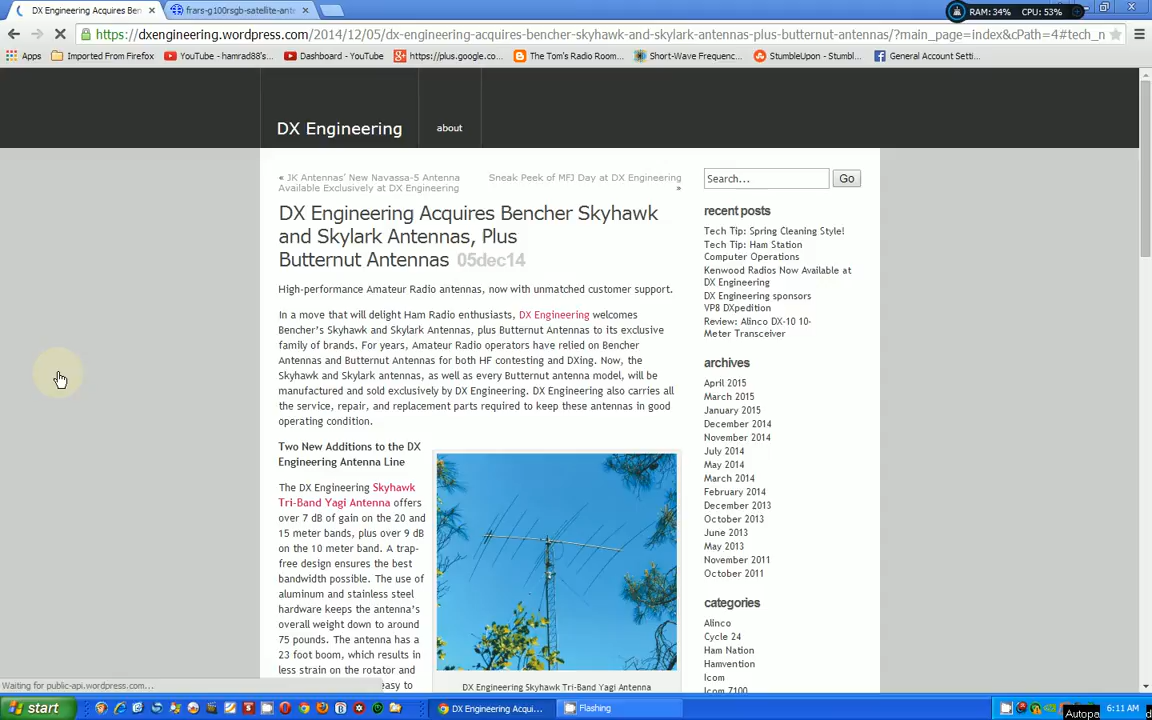 DX Engineering Acquires Be
frars-g100rsgb-satellite-ant
RAM: 34% CPU: 53%
https://dxengineering.wordpress.com/2014/12/05/dx-engineering-acquires-bencher-skyhawk-and-skylark-antennas-plus-butternut-antennas/?main_page=index&cPath=4#tech_n
Apps
Imported From Firefox
YouTube - hamrad88's...
Dashboard - YouTube
https://plus.google.co...
The Tom's Radio Room...
Short-Wave Frequenc...
StumbleUpon - Stumbl...
General Account Setti...
DX Engineering
about
« JK Antennas' New Navassa-5 Antenna
Available Exclusively at DX Engineering
Sneak Peek of MFJ Day at DX Engineering
»
DX Engineering Acquires Bencher Skyhawk
and Skylark Antennas, Plus
Butternut Antennas 05dec14
High-performance Amateur Radio antennas, now with unmatched customer support.
In a move that will delight Ham Radio enthusiasts, DX Engineering welcomes
Bencher's Skyhawk and Skylark Antennas, plus Butternut Antennas to its exclusive
family of brands. For years, Amateur Radio operators have relied on Bencher
Antennas and Butternut Antennas for both HF contesting and DXing. Now, the
Skyhawk and Skylark antennas, as well as every Butternut antenna model, will be
manufactured and sold exclusively by DX Engineering. DX Engineering also carries all
the service, repair, and replacement parts required to keep these antennas in good
operating condition.
Two New Additions to the DX
Engineering Antenna Line
The DX Engineering Skyhawk
Tri-Band Yagi Antenna offers
over 7 dB of gain on the 20 and
15 meter bands, plus over 9 dB
on the 10 meter band. A trap-
free design ensures the best
bandwidth possible. The use of
aluminum and stainless steel
hardware keeps the antenna's
overall weight down to around
75 pounds. The antenna has a
23 foot boom, which results in
less strain on the rotator and
easy to
DX Engineering Skyhawk Tri-Band Yagi Antenna
Search...
Go
recent posts
Tech Tip: Spring Cleaning Style!
Tech Tip: Ham Station
Computer Operations
Kenwood Radios Now Available at
DX Engineering
DX Engineering sponsors
VP8 DXpedition
Review: Alinco DX-10 10-
Meter Transceiver
archives
April 2015
March 2015
January 2015
December 2014
November 2014
July 2014
May 2014
March 2014
February 2014
December 2013
October 2013
June 2013
May 2013
November 2011
October 2011
categories
Alinco
Cycle 24
Ham Nation
Hamvention
Icom
Icom 7100
Waiting for public-api.wordpress.com...
start
DX Engineering Acqui...
Flashing
6:11 AM
Autopa